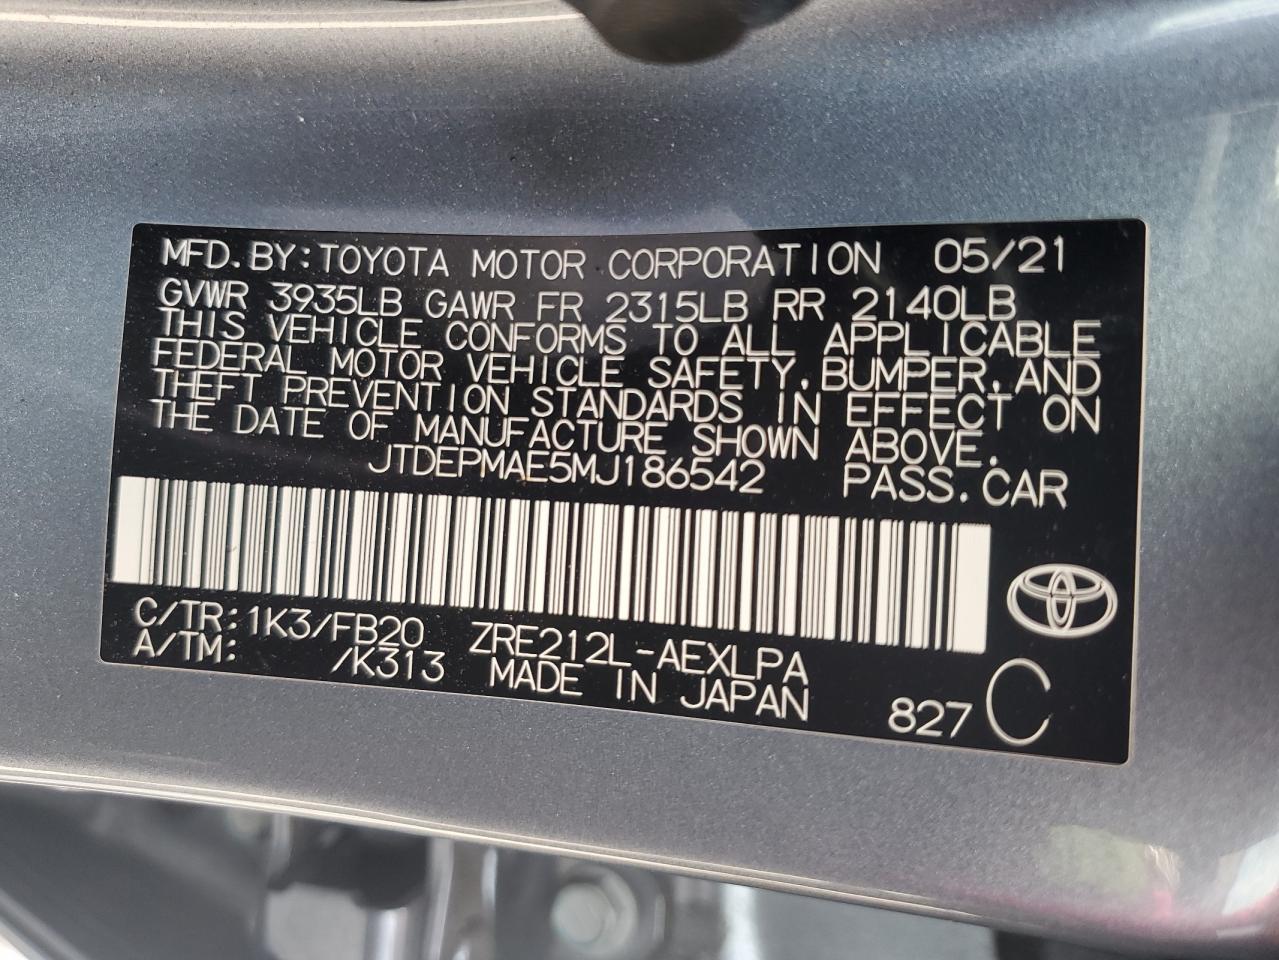 MFD. BY: TOYOTA MOTOR CORPORATION 05/21
GVWR 3935LB GAWR FR 2315LB RR 2140LB
THIS VEHICLE CONFORMS TO ALL APPLICABLE
FEDERAL MOTOR VEHICLE SAFETY, BUMPER, AND
THEFT PREVENTION STANDARDS IN EFFECT ON
THE DATE OF MANUFACTURE SHOWN ABOVE.
JTDEPMAE5MJ186542 PASS. CAR
C/TR: 1K3/FB20 ZRE212L-AEXLPA
A/TM: /K313 MADE IN JAPAN 827 C